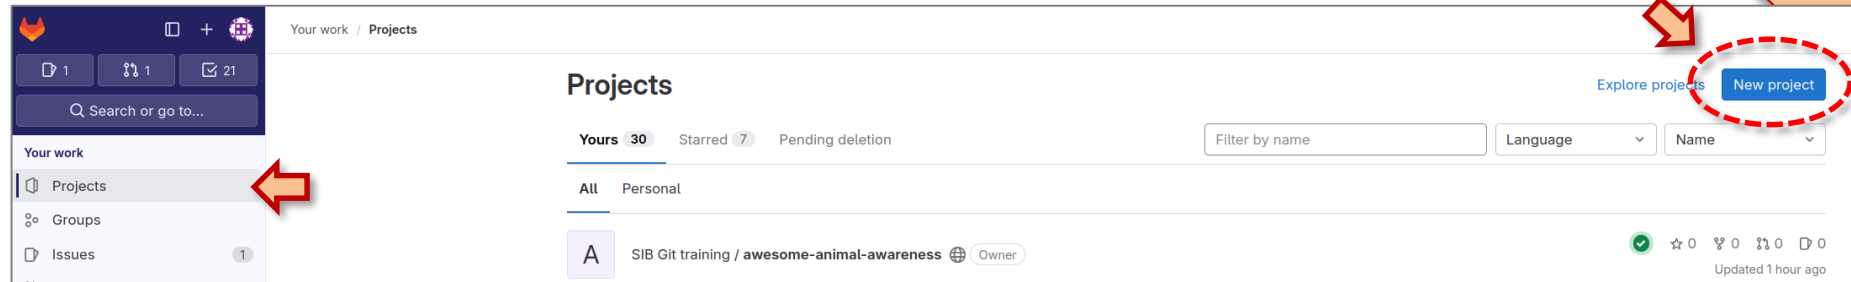 Your work / Projects
1 1 21
Search or go to...
Your work
Projects
Groups
Issues 1
Projects
Explore projects New project
Yours 30 Starred 7 Pending deletion
Filter by name Language Name
All Personal
A SIB Git training / awesome-animal-awareness Owner
0 0 0 0
Updated 1 hour ago